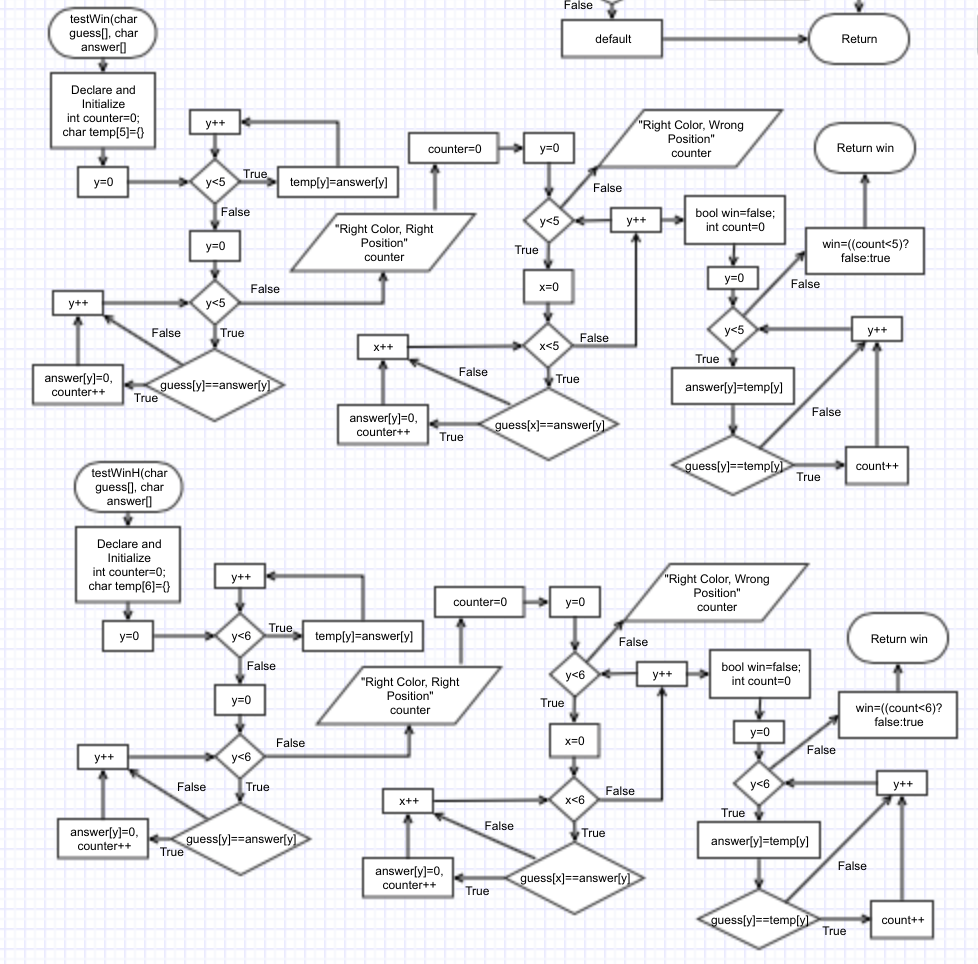 False
default
Return
testWin(char
guess[], char
answer[]
Declare and
Initialize
int counter=0;
char temp[5]={}
y=0
y++
y<5
True
temp[y]=answer[y]
False
y=0
y<5
False
True
y++
False
answer[y]=0,
counter++
True
guess[y]==answer[y]
"Right Color, Right
Position"
counter
counter=0
y=0
"Right Color, Wrong
Position"
counter
False
y<5
y++
True
x=0
x<5
False
True
x++
False
answer[y]=0,
counter++
True
guess[x]==answer[y]
bool win=false;
int count=0
y=0
Return win
win=((count<5)?
false:true
False
y<5
y++
True
answer[y]=temp[y]
False
guess[y]==temp[y]
True
count++
testWinH(char
guess[], char
answer[]
Declare and
Initialize
int counter=0;
char temp[6]={}
y=0
y++
y<6
True
temp[y]=answer[y]
False
y=0
y<6
False
True
y++
False
answer[y]=0,
counter++
True
guess[y]==answer[y]
"Right Color, Right
Position"
counter
counter=0
y=0
"Right Color, Wrong
Position"
counter
False
y<6
y++
True
x=0
x<6
False
True
x++
False
answer[y]=0,
counter++
True
guess[x]==answer[y]
bool win=false;
int count=0
y=0
Return win
win=((count<6)?
false:true
False
y<6
y++
True
answer[y]=temp[y]
False
guess[y]==temp[y]
True
count++